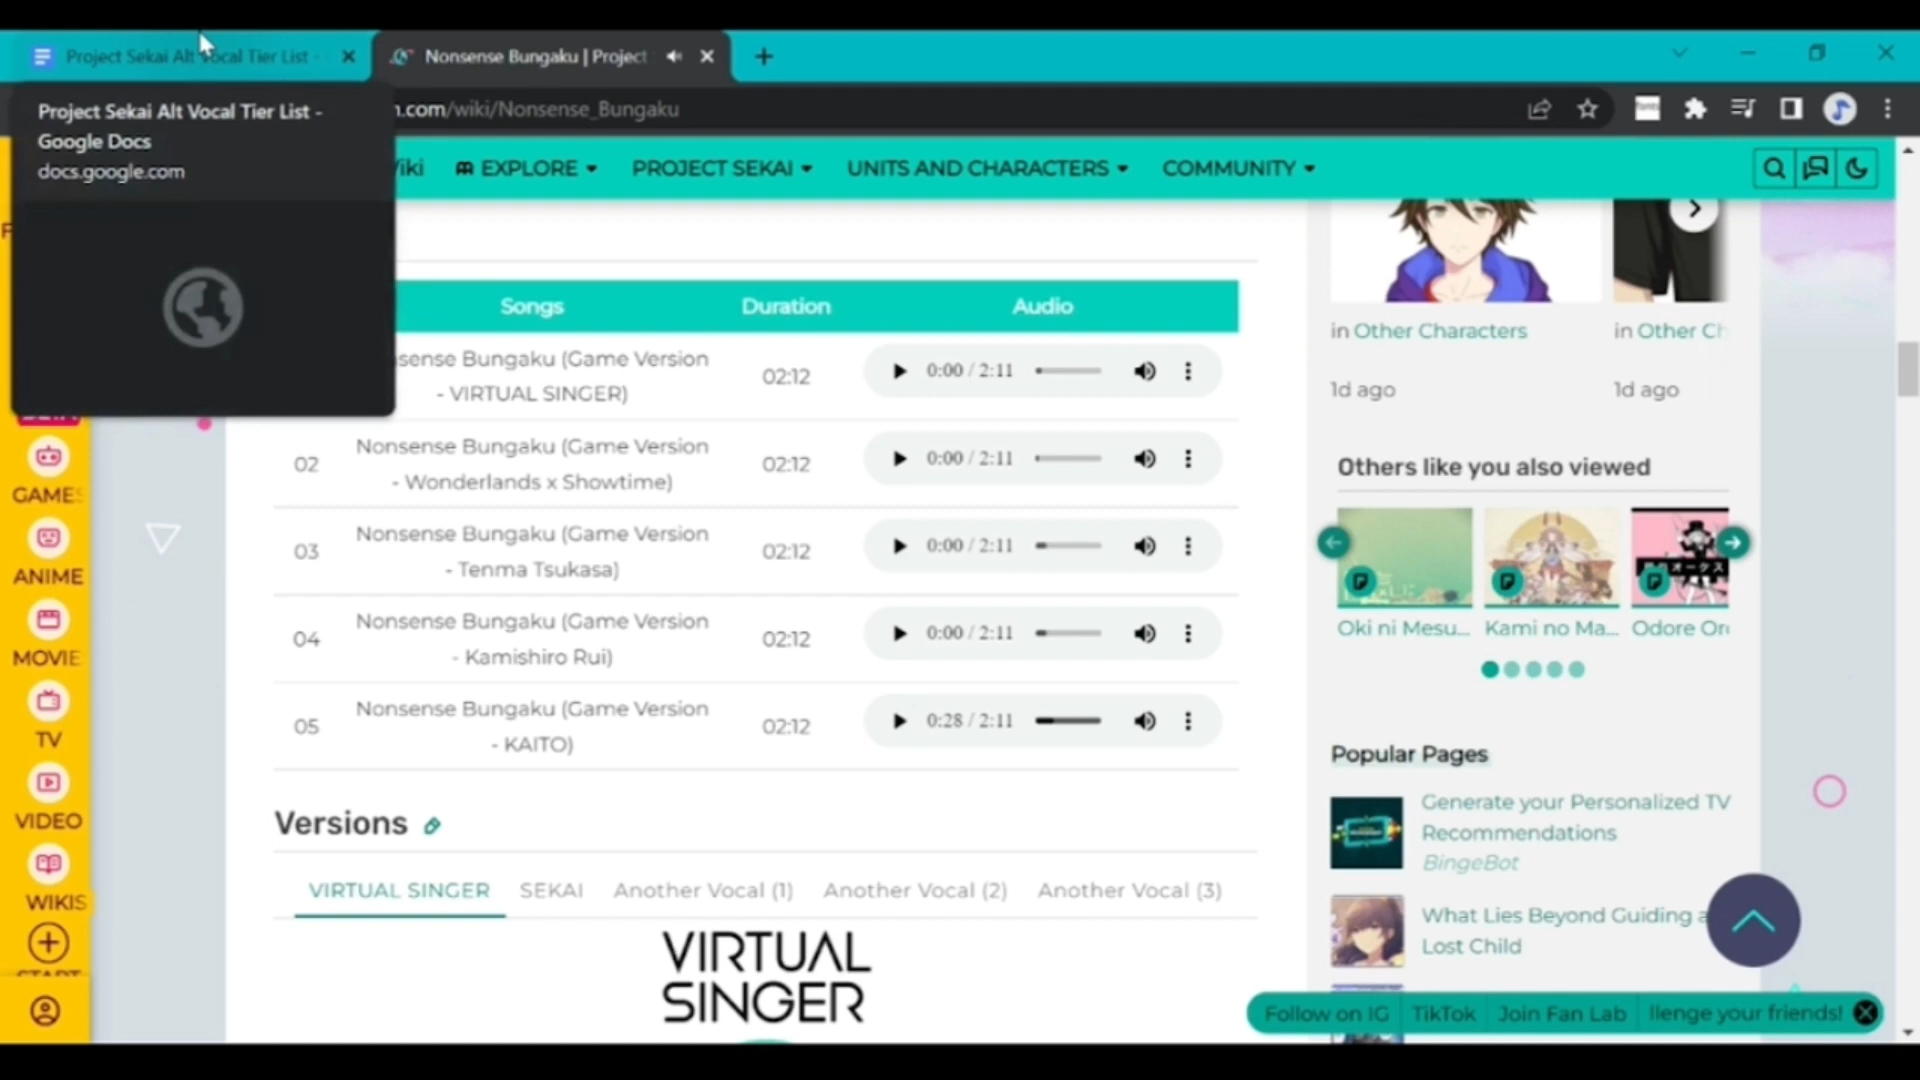 Project Sekai Alt Vocal Tier List -
Nonsense Bungaku | Project
Project Sekai Alt Vocal Tier List -
Google Docs
docs.google.com
.com/wiki/Nonsense_Bungaku
EXPLORE
PROJECT SEKAI
UNITS AND CHARACTERS
COMMUNITY
Songs
Duration
Audio
nsense Bungaku (Game Version
- VIRTUAL SINGER)
02:12
0:00 / 2:11
02
Nonsense Bungaku (Game Version
- Wonderlands x Showtime)
02:12
0:00 / 2:11
03
Nonsense Bungaku (Game Version
- Tenma Tsukasa)
02:12
0:00 / 2:11
04
Nonsense Bungaku (Game Version
- Kamishiro Rui)
02:12
0:00 / 2:11
05
Nonsense Bungaku (Game Version
- KAITO)
02:12
0:28 / 2:11
Versions
VIRTUAL SINGER
SEKAI
Another Vocal (1)
Another Vocal (2)
Another Vocal (3)
VIRTUAL
SINGER
GAMES
ANIME
MOVIE
TV
VIDEO
WIKIS
in Other Characters
in Other Ch
1d ago
1d ago
Others like you also viewed
Oki ni Mesu...
Kami no Ma...
Odore Or
Popular Pages
Generate your Personalized TV
Recommendations
BingeBot
What Lies Beyond Guiding a
Lost Child
Follow on IG
TikTok
Join Fan Lab
llenge your friends!